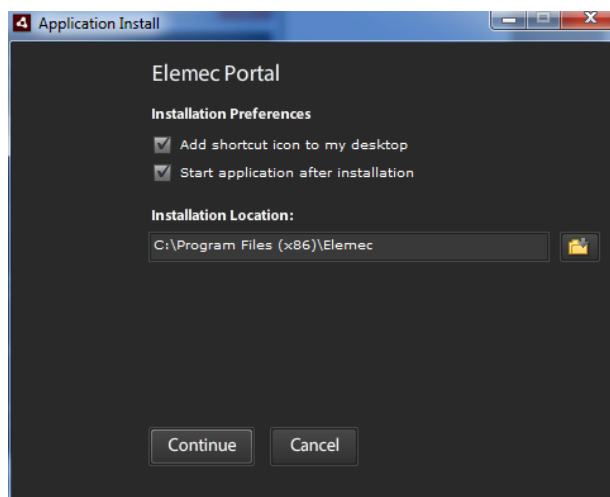 Application Install
Elemec Portal
Installation Preferences
Add shortcut icon to my desktop
Start application after installation
Installation Location:
C:\Program Files (x86)\Elemec
Continue Cancel